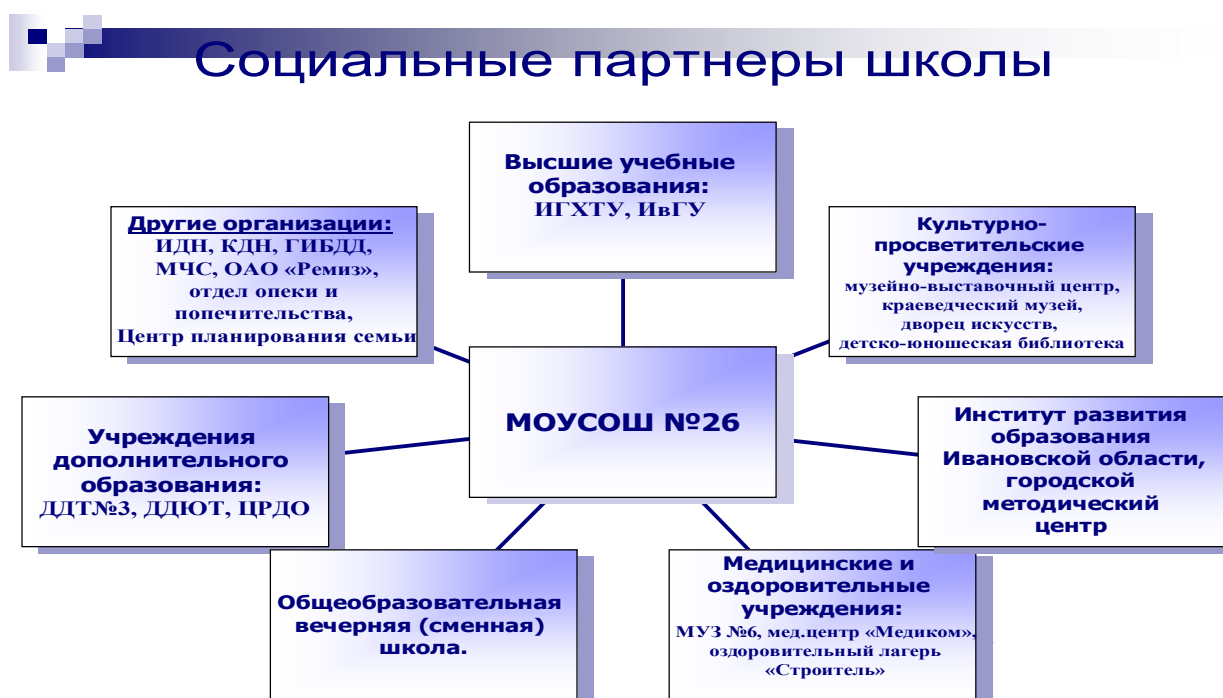 Социальные партнеры школы
Высшие учебные
образования:
ИГХТУ, ИвГУ
Другие организации:
ИДН, КДН, ГИБДД,
МЧС, ОАО «Ремиз»,
отдел опеки и
попечительства,
Центр планирования семьи
Культурно-
просветительские
учреждения:
музейно-выставочный центр,
краеведческий музей,
дворец искусств,
детско-юношеская библиотека
МОУСОШ №26
Учреждения
дополнительного
образования:
ДДТ№3, ДДЮТ, ЦРДО
Институт развития
образования
Ивановской области,
городской
методический
центр
Общеобразовательная
вечерняя (сменная)
школа.
Медицинские и
оздоровительные
учреждения:
МУЗ №6, мед.центр «Медиком»,
оздоровительный лагерь
«Строитель»